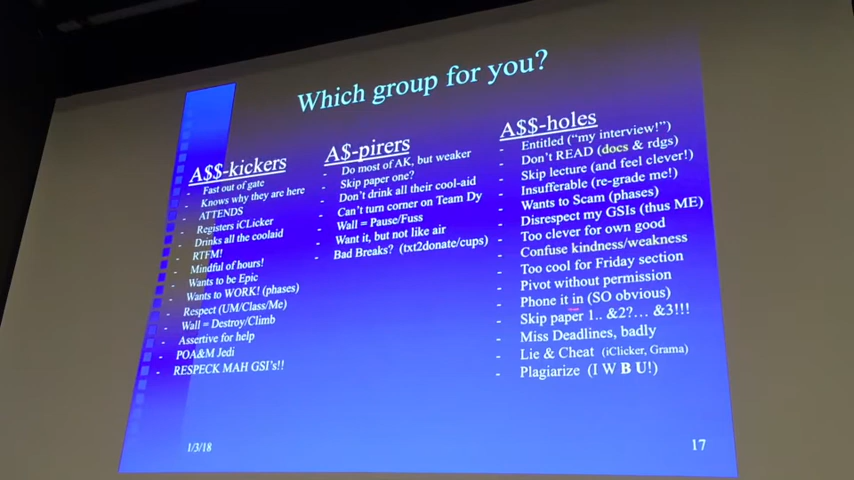 Which group for you?
A$$-kickers
- Fast out of gate
- Knows why they are here
- ATTENDS
- Registers iCLicker
- Drinks all the coolaid
- RTFM!
- Mindful of hours!
- Wants to be Epic
- Wants to WORK! (phases)
- Respect (UM/Class/Me)
- Wall = Destroy/Climb
- Assertive for help
- POA&M Jedi
- RESPECK MAH GSI's!!
A$-pirers
- Do most of AK, but weaker
- Skip paper one?
- Don't drink all their cool-aid
- Can't turn corner on Team Dy
- Wall = Pause/Fuss
- Want it, but not like air
- Bad Breaks? (txt2donate/cups)
A$$-holes
- Entitled ("my interview!")
- Don't READ (docs & rdgs)
- Skip lecture (and feel clever!)
- Insufferable (re-grade me!)
- Wants to Scam (phases)
- Disrespect my GSIs (thus ME)
- Too clever for own good
- Confuse kindness/weakness
- Too cool for Friday section
- Pivot without permission
- Phone it in (SO obvious)
- Skip paper 1.. &2?... &3!!!
- Miss Deadlines, badly
- Lie & Cheat (iClicker, Grama)
- Plagiarize (I W B U!)
1/3/18
17